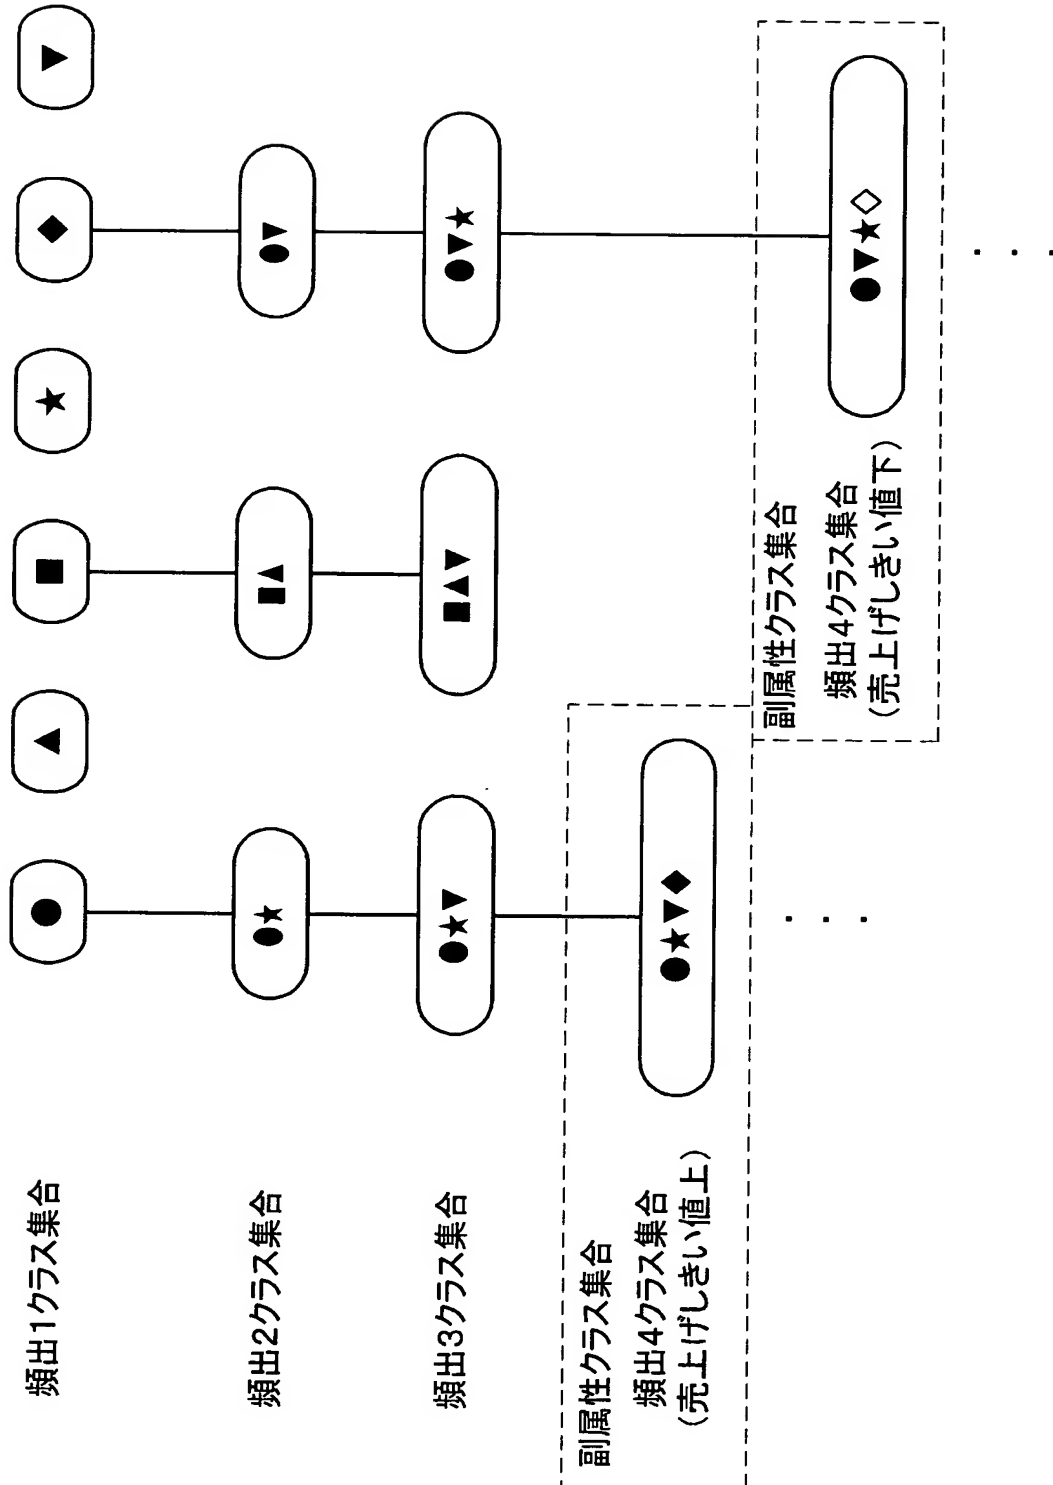 頻出1クラス集合
頻出2クラス集合
頻出3クラス集合
副属性クラス集合
頻出4クラス集合
(売上げしきい値上)
副属性クラス集合
頻出4クラス集合
(売上げしきい値下)